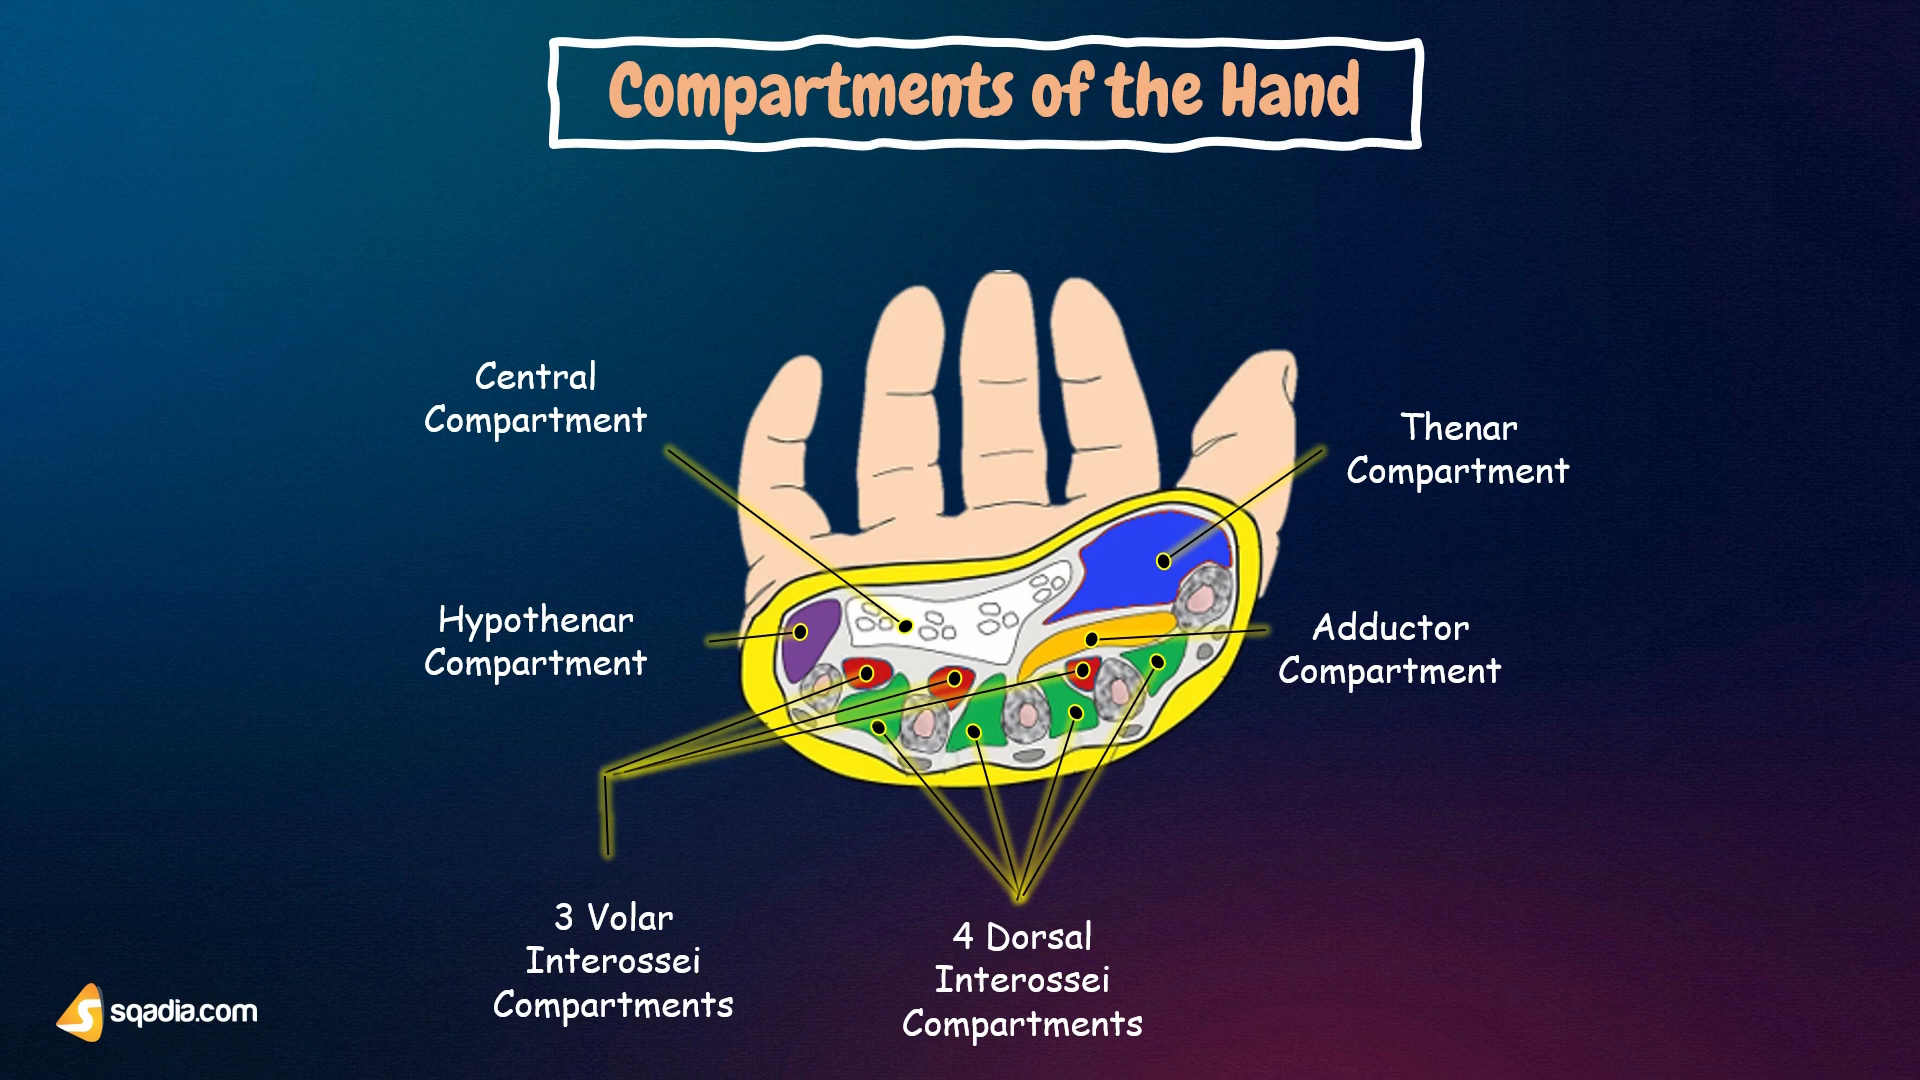 Compartments of the Hand
Central
Compartment
Thenar
Compartment
Hypothenar
Compartment
Adductor
Compartment
3 Volar
Interossei
Compartments
4 Dorsal
Interossei
Compartments
sqadia.com